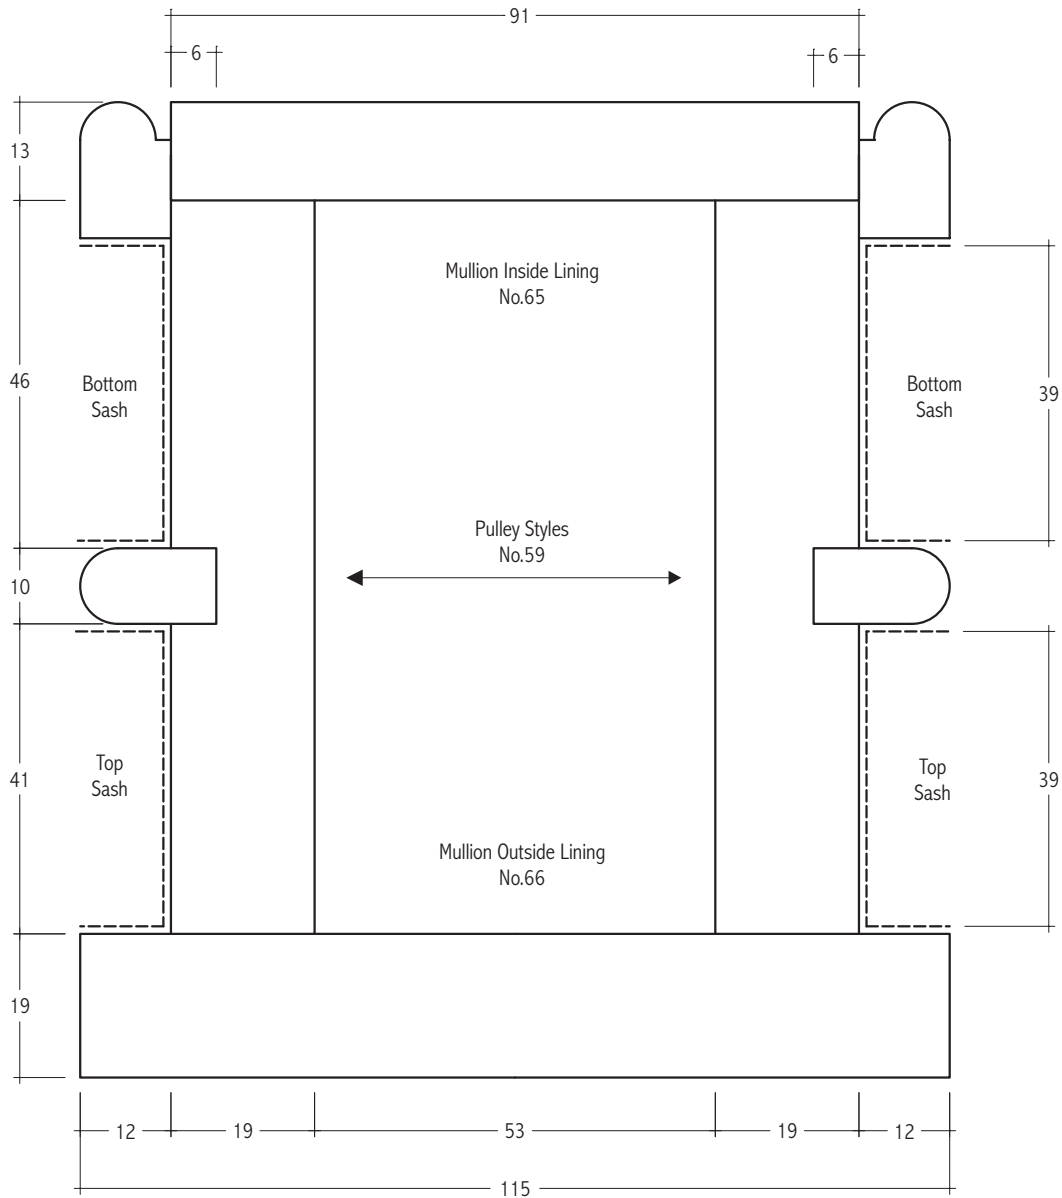 91
6
6
13
Mullion Inside Lining
No.65
46
Bottom
Sash
Bottom
Sash
39
Pulley Styles
No.59
10
41
Top
Sash
Top
Sash
39
Mullion Outside Lining
No.66
19
12
19
53
19
12
115